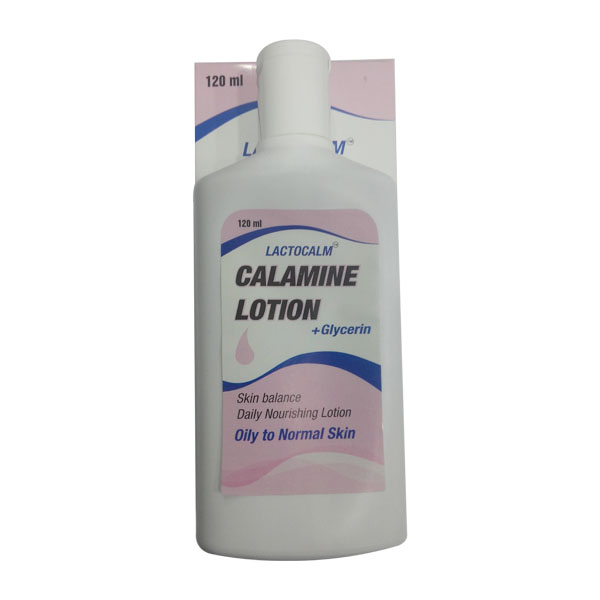 120 ml
120 ml
LACTOCALM
CALAMINE
LOTION
+Glycerin
Skin balance
Daily Nourishing Lotion
Oily to Normal Skin